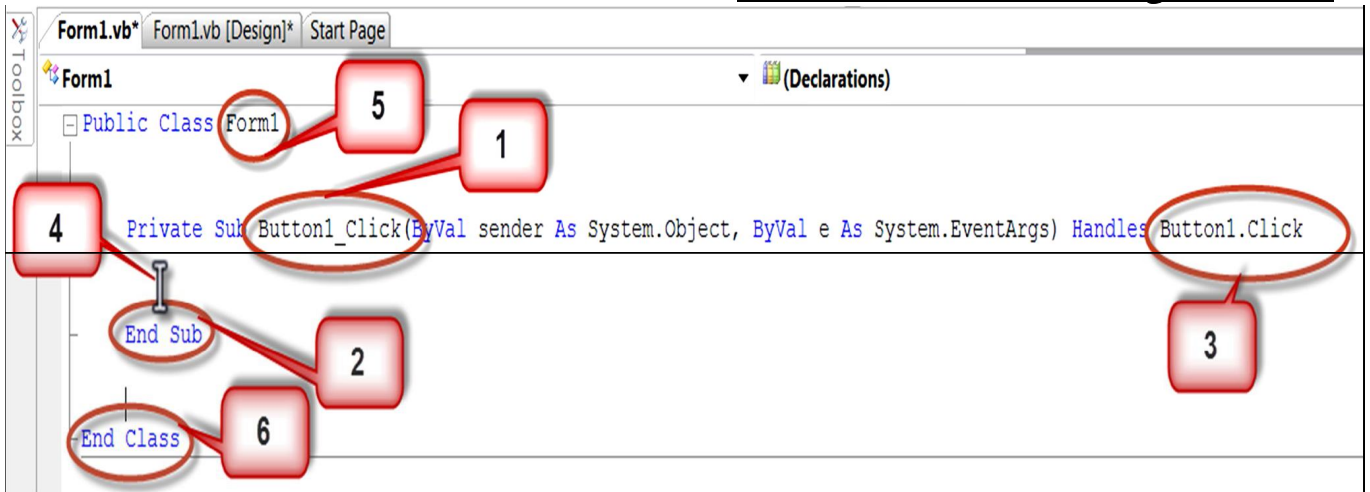 Form1.vb* Form1.vb [Design]* Start Page
Toolbox
Form1 (Declarations)
5
Public Class Form1
1
4
Private Sub Button1_Click(ByVal sender As System.Object, ByVal e As System.EventArgs) Handles Button1.Click
3
End Sub
2
6
End Class